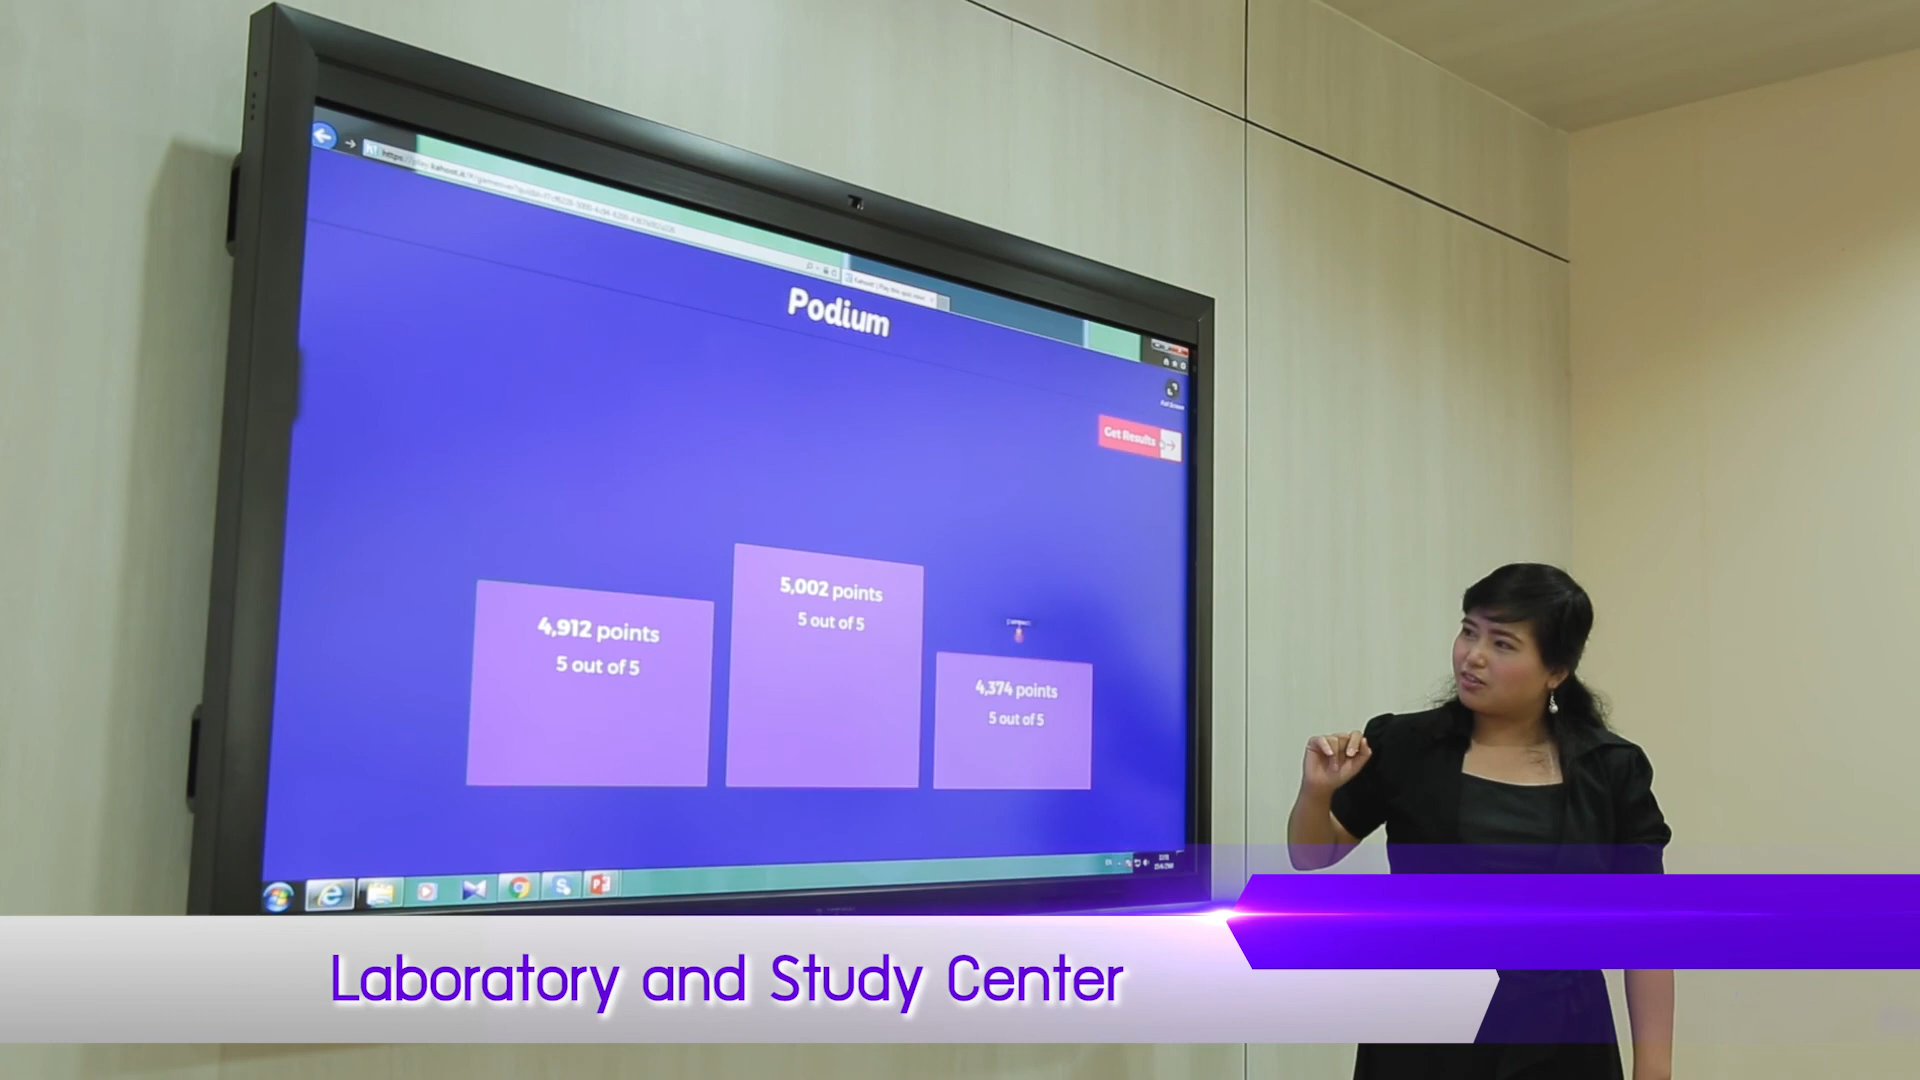 Podium
Get Results
5,002 points
5 out of 5
4,912 points
5 out of 5
4,374 points
5 out of 5
EN
Laboratory and Study Center